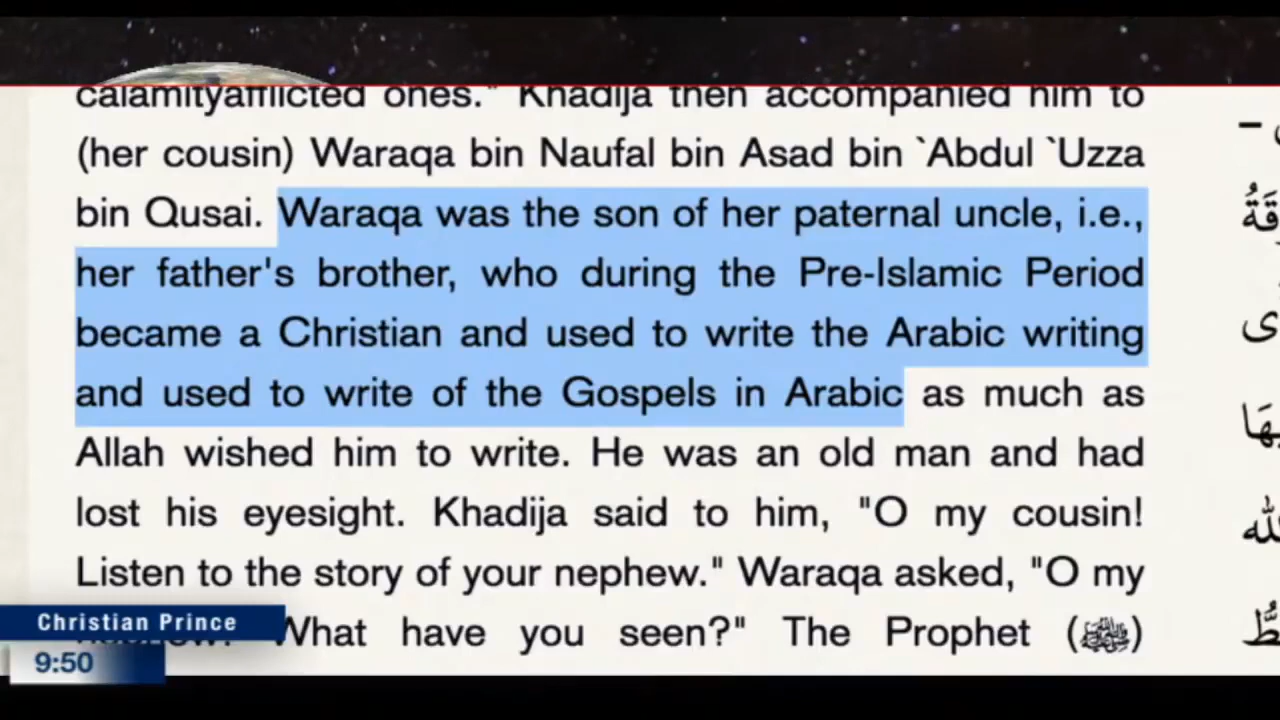 calamityafflicted ones." Khadija then accompanied him to
(her cousin) Waraqa bin Naufal bin Asad bin `Abdul `Uzza
bin Qusai. Waraqa was the son of her paternal uncle, i.e.,
her father's brother, who during the Pre-Islamic Period
became a Christian and used to write the Arabic writing
and used to write of the Gospels in Arabic as much as
Allah wished him to write. He was an old man and had
lost his eyesight. Khadija said to him, "O my cousin!
Listen to the story of your nephew." Waraqa asked, "O my
What have you seen?" The Prophet (ﷺ)
Christian Prince
9:50